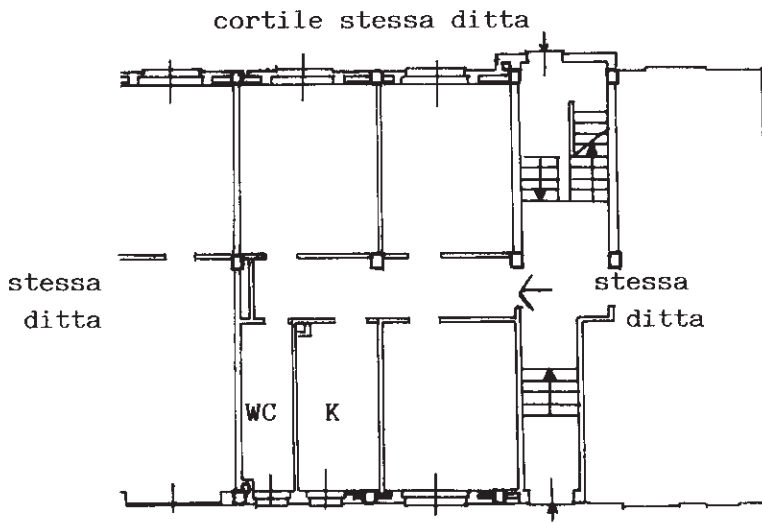 cortile stessa ditta
stessa
ditta
stessa
ditta
WC
K